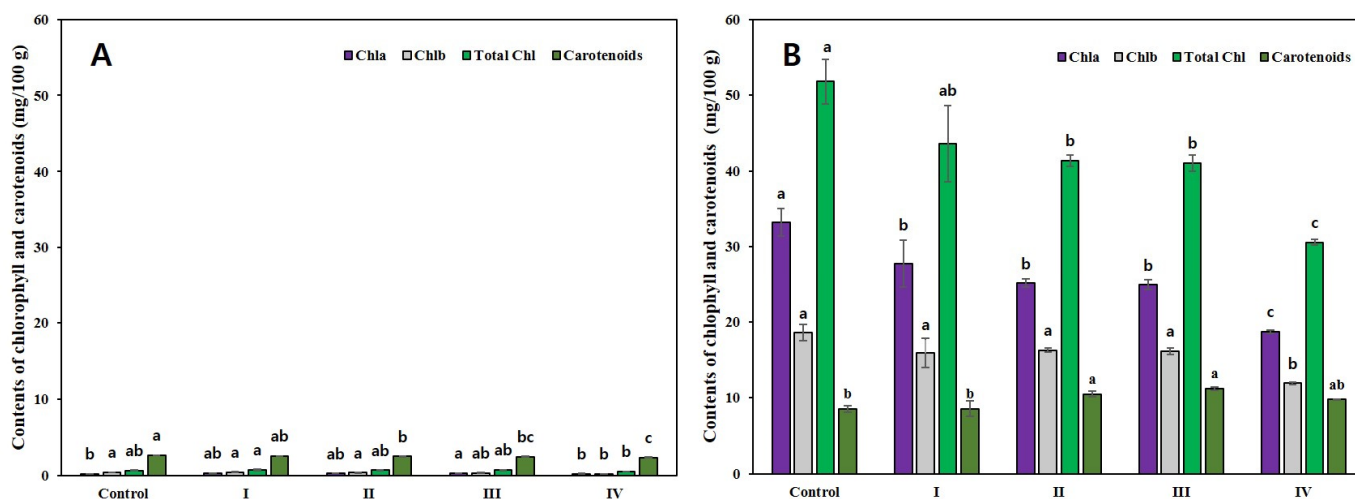 Contents of chlorophyll and carotenoids (mg/100 g)
60
50
40
30
20
10
0
A
Chla Chlb Total Chl Carotenoids
b a ab a
ab a a ab
ab a ab b
a ab ab bc
b b b c
Control I II III IV
Contents of chlophyll and carotenoids (mg/100 g)
60
50
40
30
20
10
0
B
Chla Chlb Total Chl Carotenoids
a a a b
b a ab b
b a b a
b a b a
c b c ab
Control I II III IV